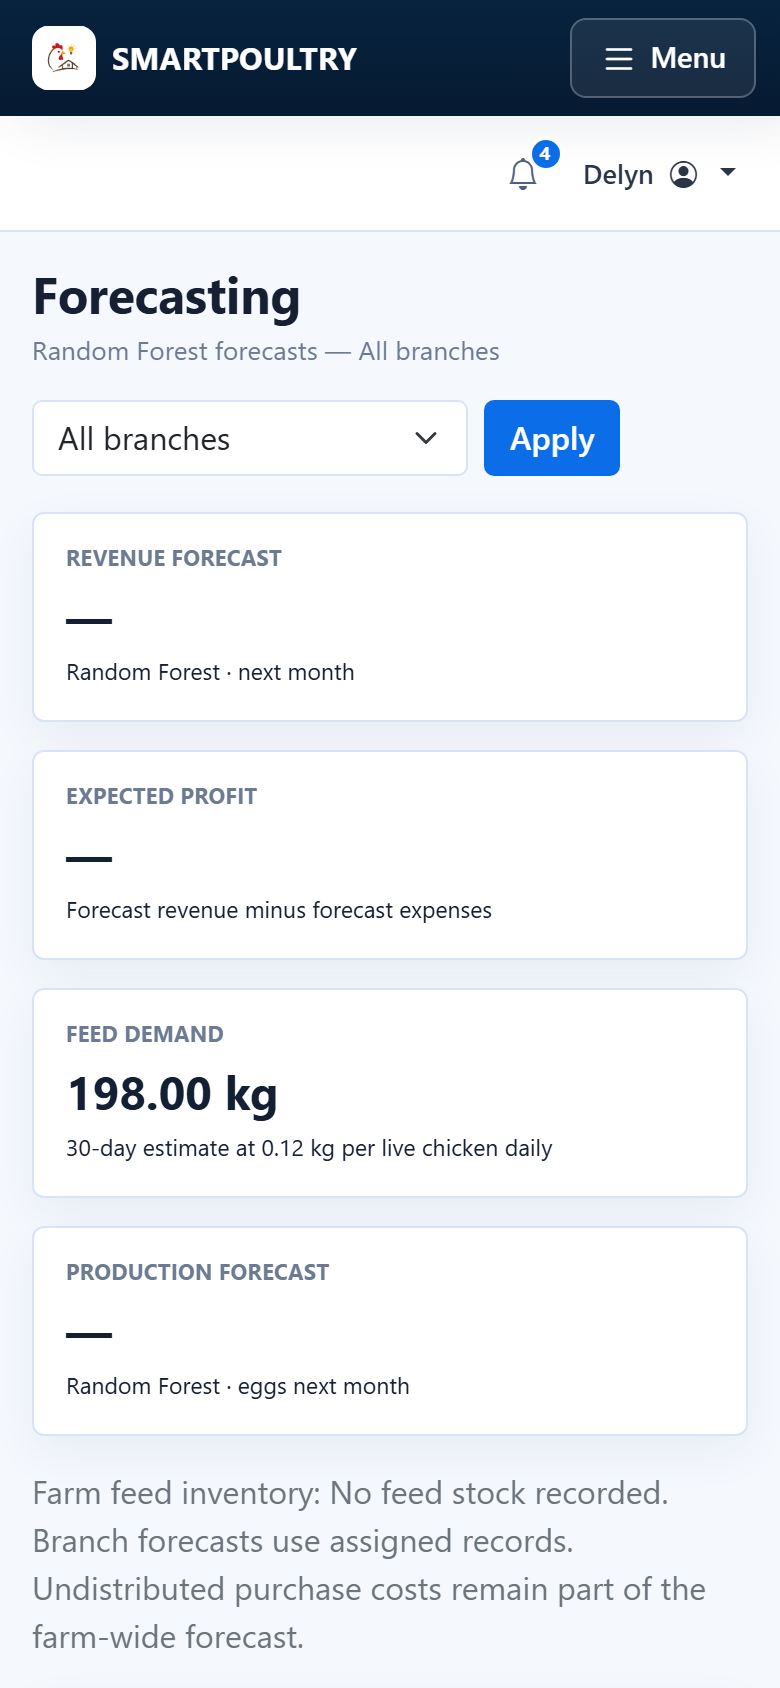 SMARTPOULTRY
Menu
4
Delyn
Forecasting
Random Forest forecasts — All branches
All branches
Apply
REVENUE FORECAST
—
Random Forest · next month
EXPECTED PROFIT
—
Forecast revenue minus forecast expenses
FEED DEMAND
198.00 kg
30-day estimate at 0.12 kg per live chicken daily
PRODUCTION FORECAST
—
Random Forest · eggs next month
Farm feed inventory: No feed stock recorded.
Branch forecasts use assigned records.
Undistributed purchase costs remain part of the
farm-wide forecast.